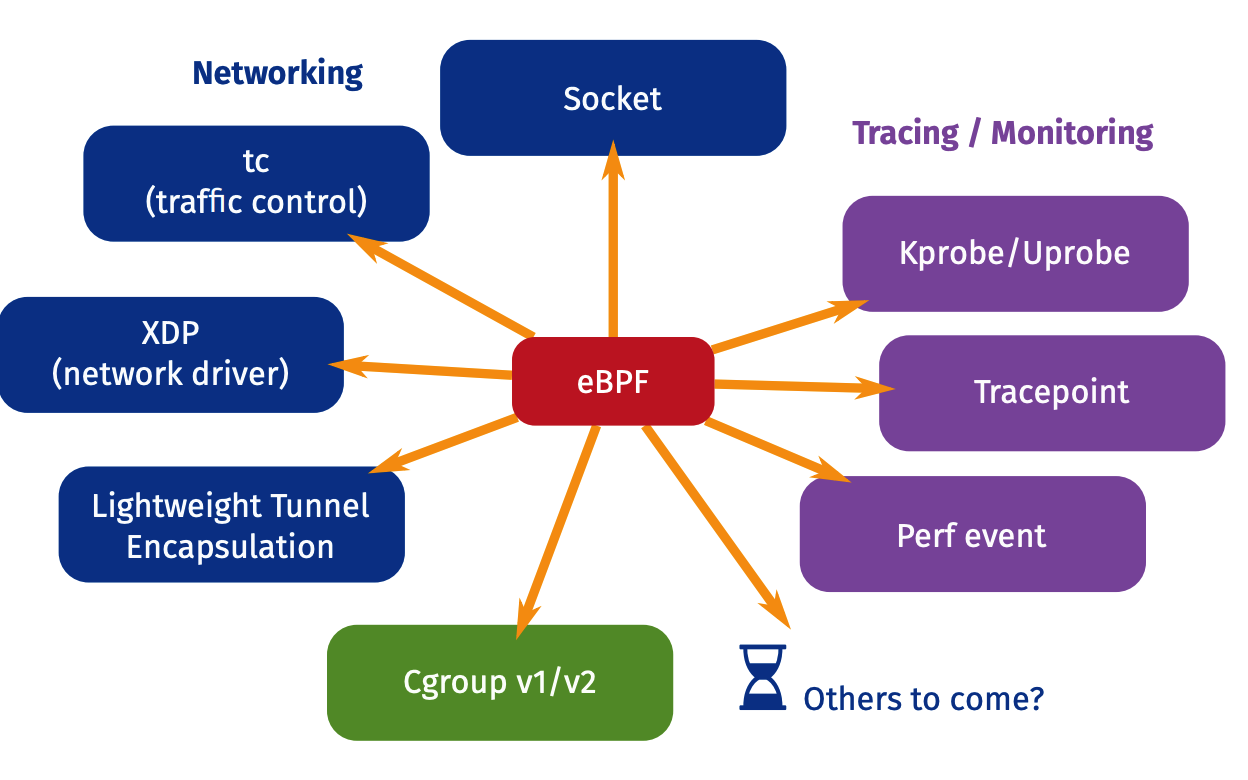 Networking
Socket
Tracing / Monitoring
tc
(traffic control)
Kprobe/Uprobe
XDP
(network driver)
eBPF
Tracepoint
Lightweight Tunnel
Encapsulation
Perf event
Cgroup v1/v2
Others to come?